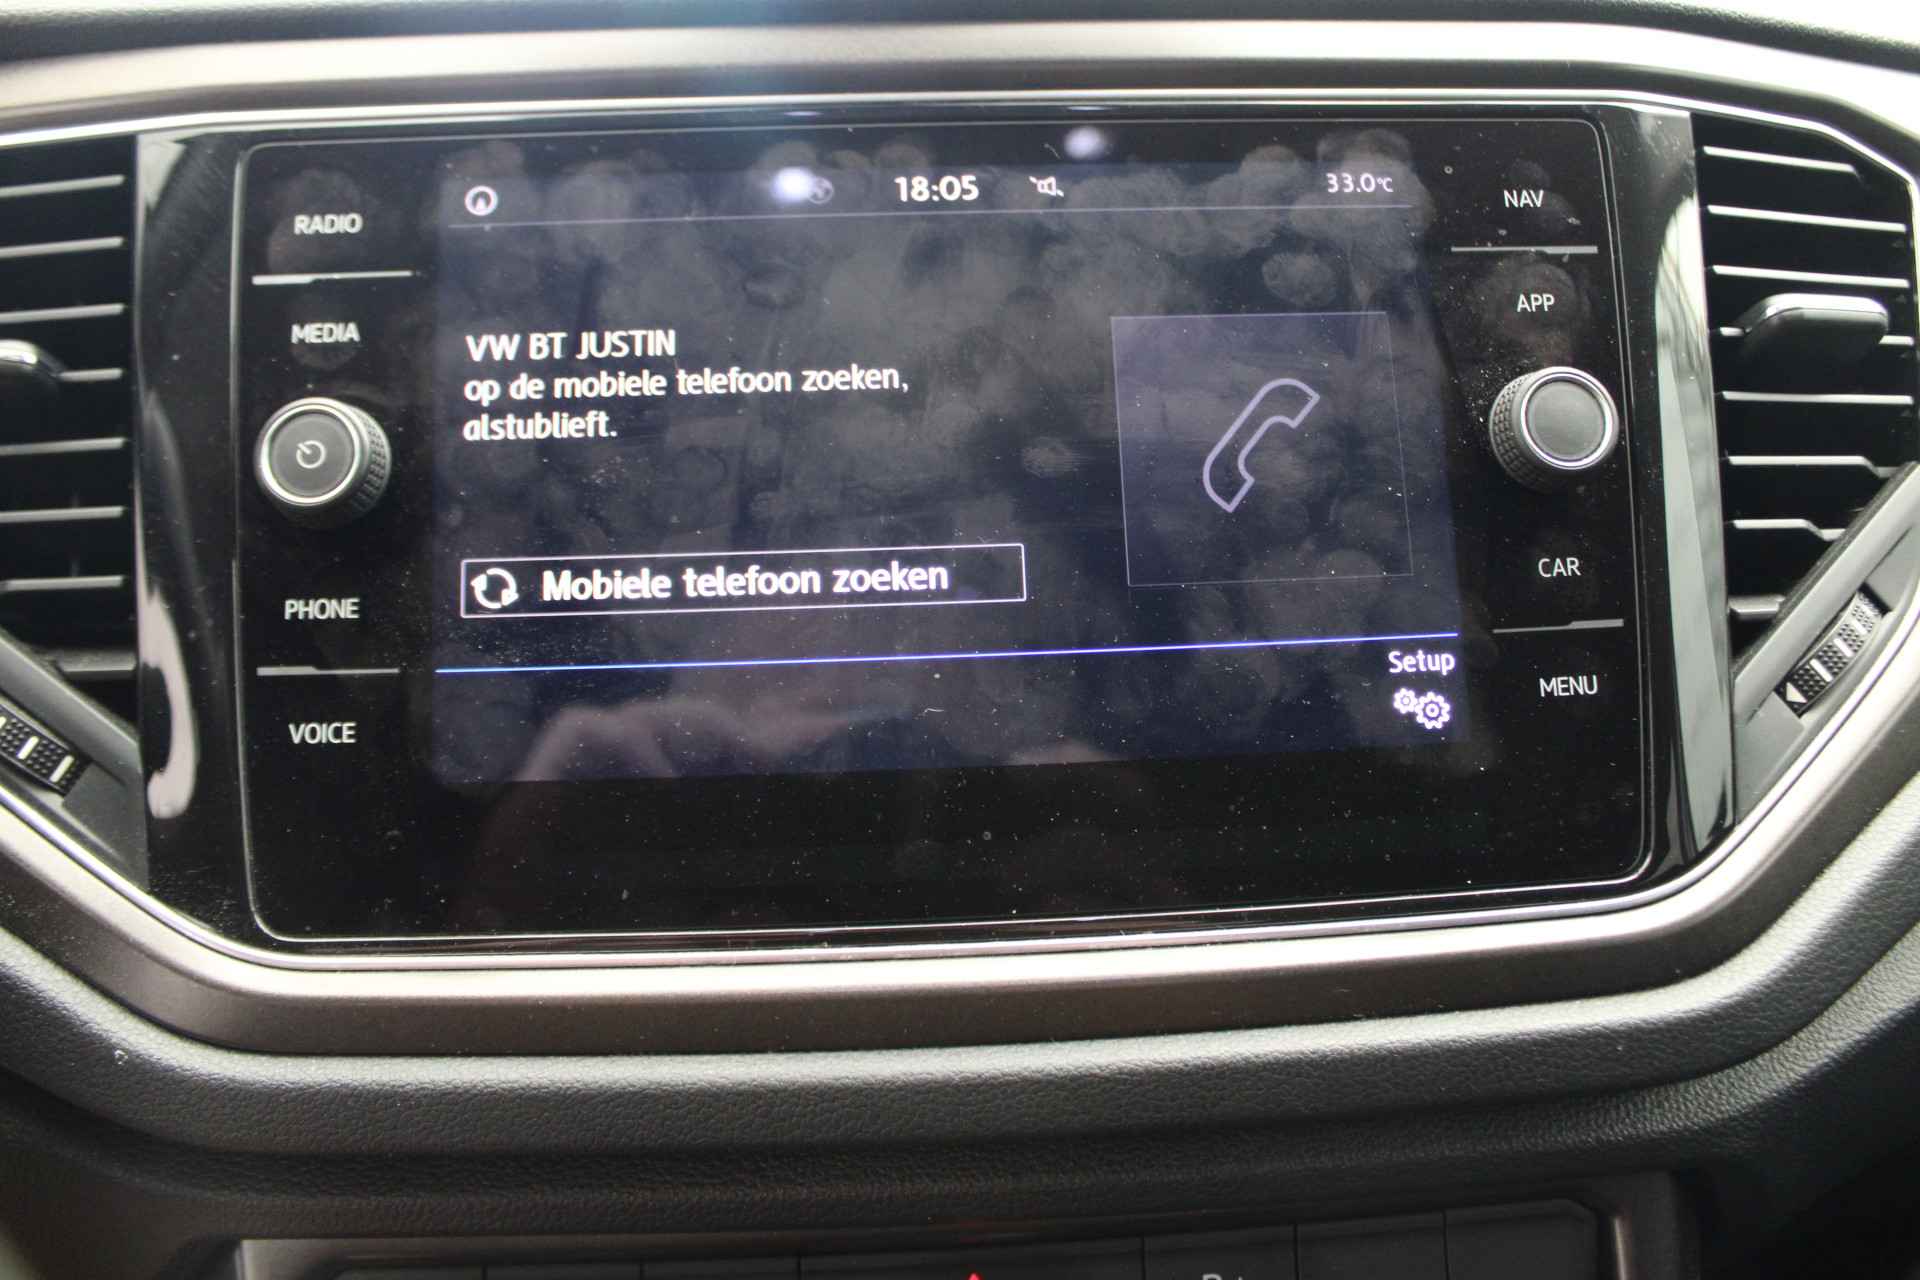 18:05
33.0°C
RADIO
MEDIA
PHONE
VOICE
VW BT JUSTIN
op de mobiele telefoon zoeken,
alstublieft.
Mobiele telefoon zoeken
Setup
NAV
APP
CAR
MENU